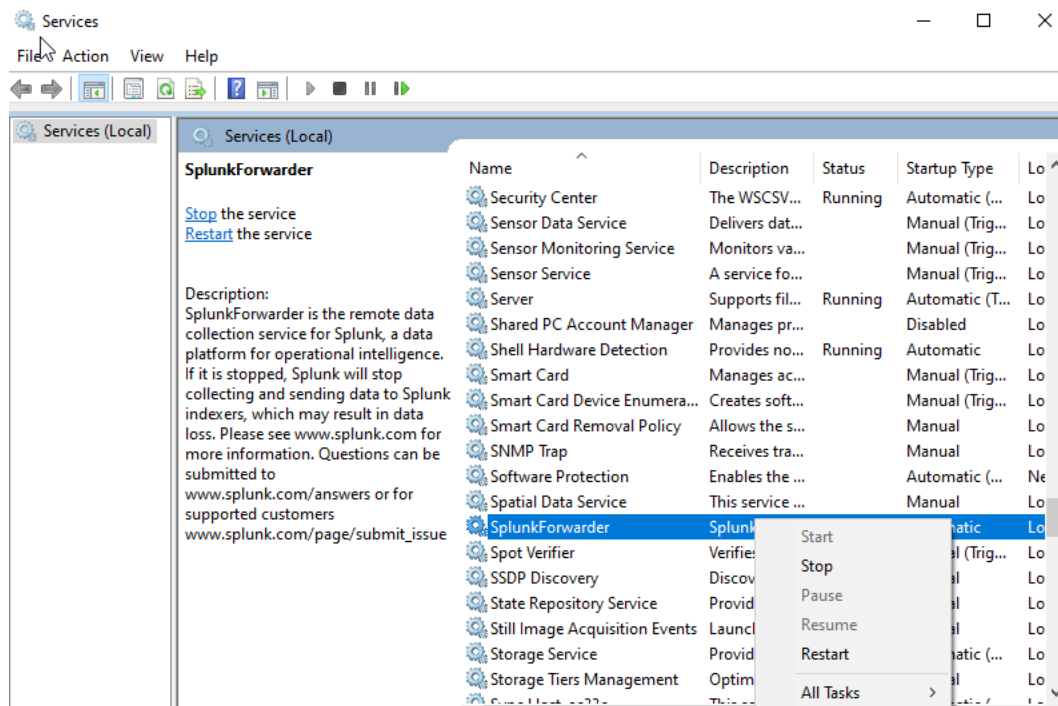 Services
File Action View Help
Services (Local)
Services (Local)
SplunkForwarder
Stop the service
Restart the service
Description:
SplunkForwarder is the remote data
collection service for Splunk, a data
platform for operational intelligence.
If it is stopped, Splunk will stop
collecting and sending data to Splunk
indexers, which may result in data
loss. Please see www.splunk.com for
more information. Questions can be
submitted to
www.splunk.com/answers or for
supported customers
www.splunk.com/page/submit_issue
Name Description Status Startup Type Lo
Security Center The WSCSV... Running Automatic (... Lo
Sensor Data Service Delivers dat... Manual (Trig... Lo
Sensor Monitoring Service Monitors va... Manual (Trig... Lo
Sensor Service A service fo... Manual (Trig... Lo
Server Supports fil... Running Automatic (T... Lo
Shared PC Account Manager Manages pr... Disabled Lo
Shell Hardware Detection Provides no... Running Automatic Lo
Smart Card Manages ac... Manual (Trig... Lo
Smart Card Device Enumera... Creates soft... Manual (Trig... Lo
Smart Card Removal Policy Allows the s... Manual Lo
SNMP Trap Receives tra... Manual Lo
Software Protection Enables the ... Automatic (... Ne
Spatial Data Service This service ... Manual Lo
SplunkForwarder Splunk matic Lo
Spot Verifier Verifies al (Trig... Lo
SSDP Discovery Discov al Lo
State Repository Service Provid al Lo
Still Image Acquisition Events Launch al Lo
Storage Service Provid matic (... Lo
Storage Tiers Management Optim al Lo
Start
Stop
Pause
Resume
Restart
All Tasks